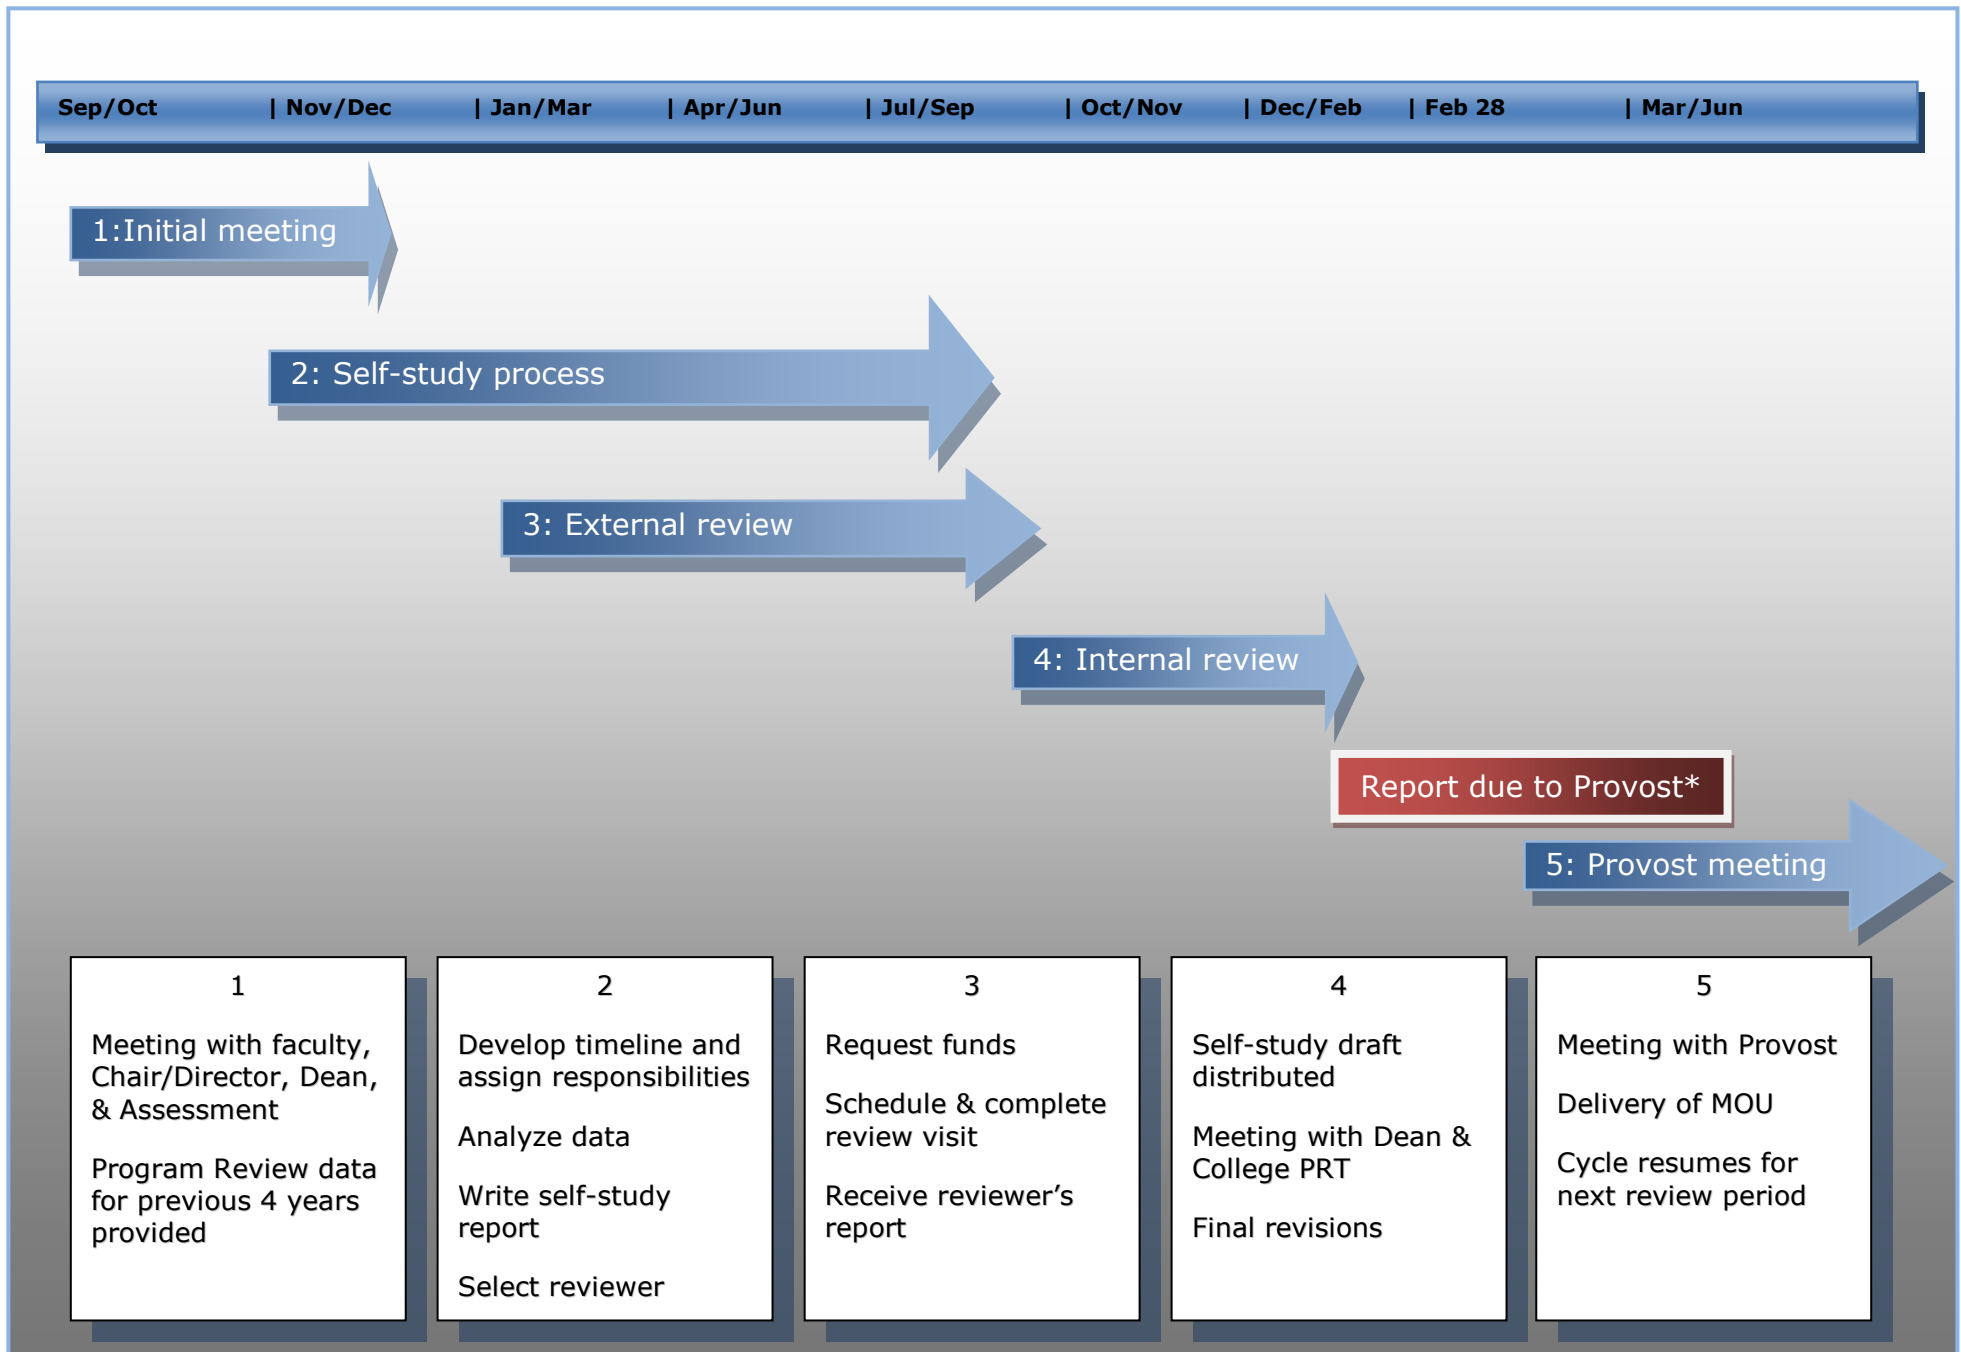 Sep/Oct | Nov/Dec | Jan/Mar | Apr/Jun | Jul/Sep | Oct/Nov | Dec/Feb | Feb 28 | Mar/Jun
1:Initial meeting
2: Self-study process
3: External review
4: Internal review
Report due to Provost*
5: Provost meeting
1
Meeting with faculty,
Chair/Director, Dean,
& Assessment
Program Review data
for previous 4 years
provided
2
Develop timeline and
assign responsibilities
Analyze data
Write self-study
report
Select reviewer
3
Request funds
Schedule & complete
review visit
Receive reviewer’s
report
4
Self-study draft
distributed
Meeting with Dean &
College PRT
Final revisions
5
Meeting with Provost
Delivery of MOU
Cycle resumes for
next review period